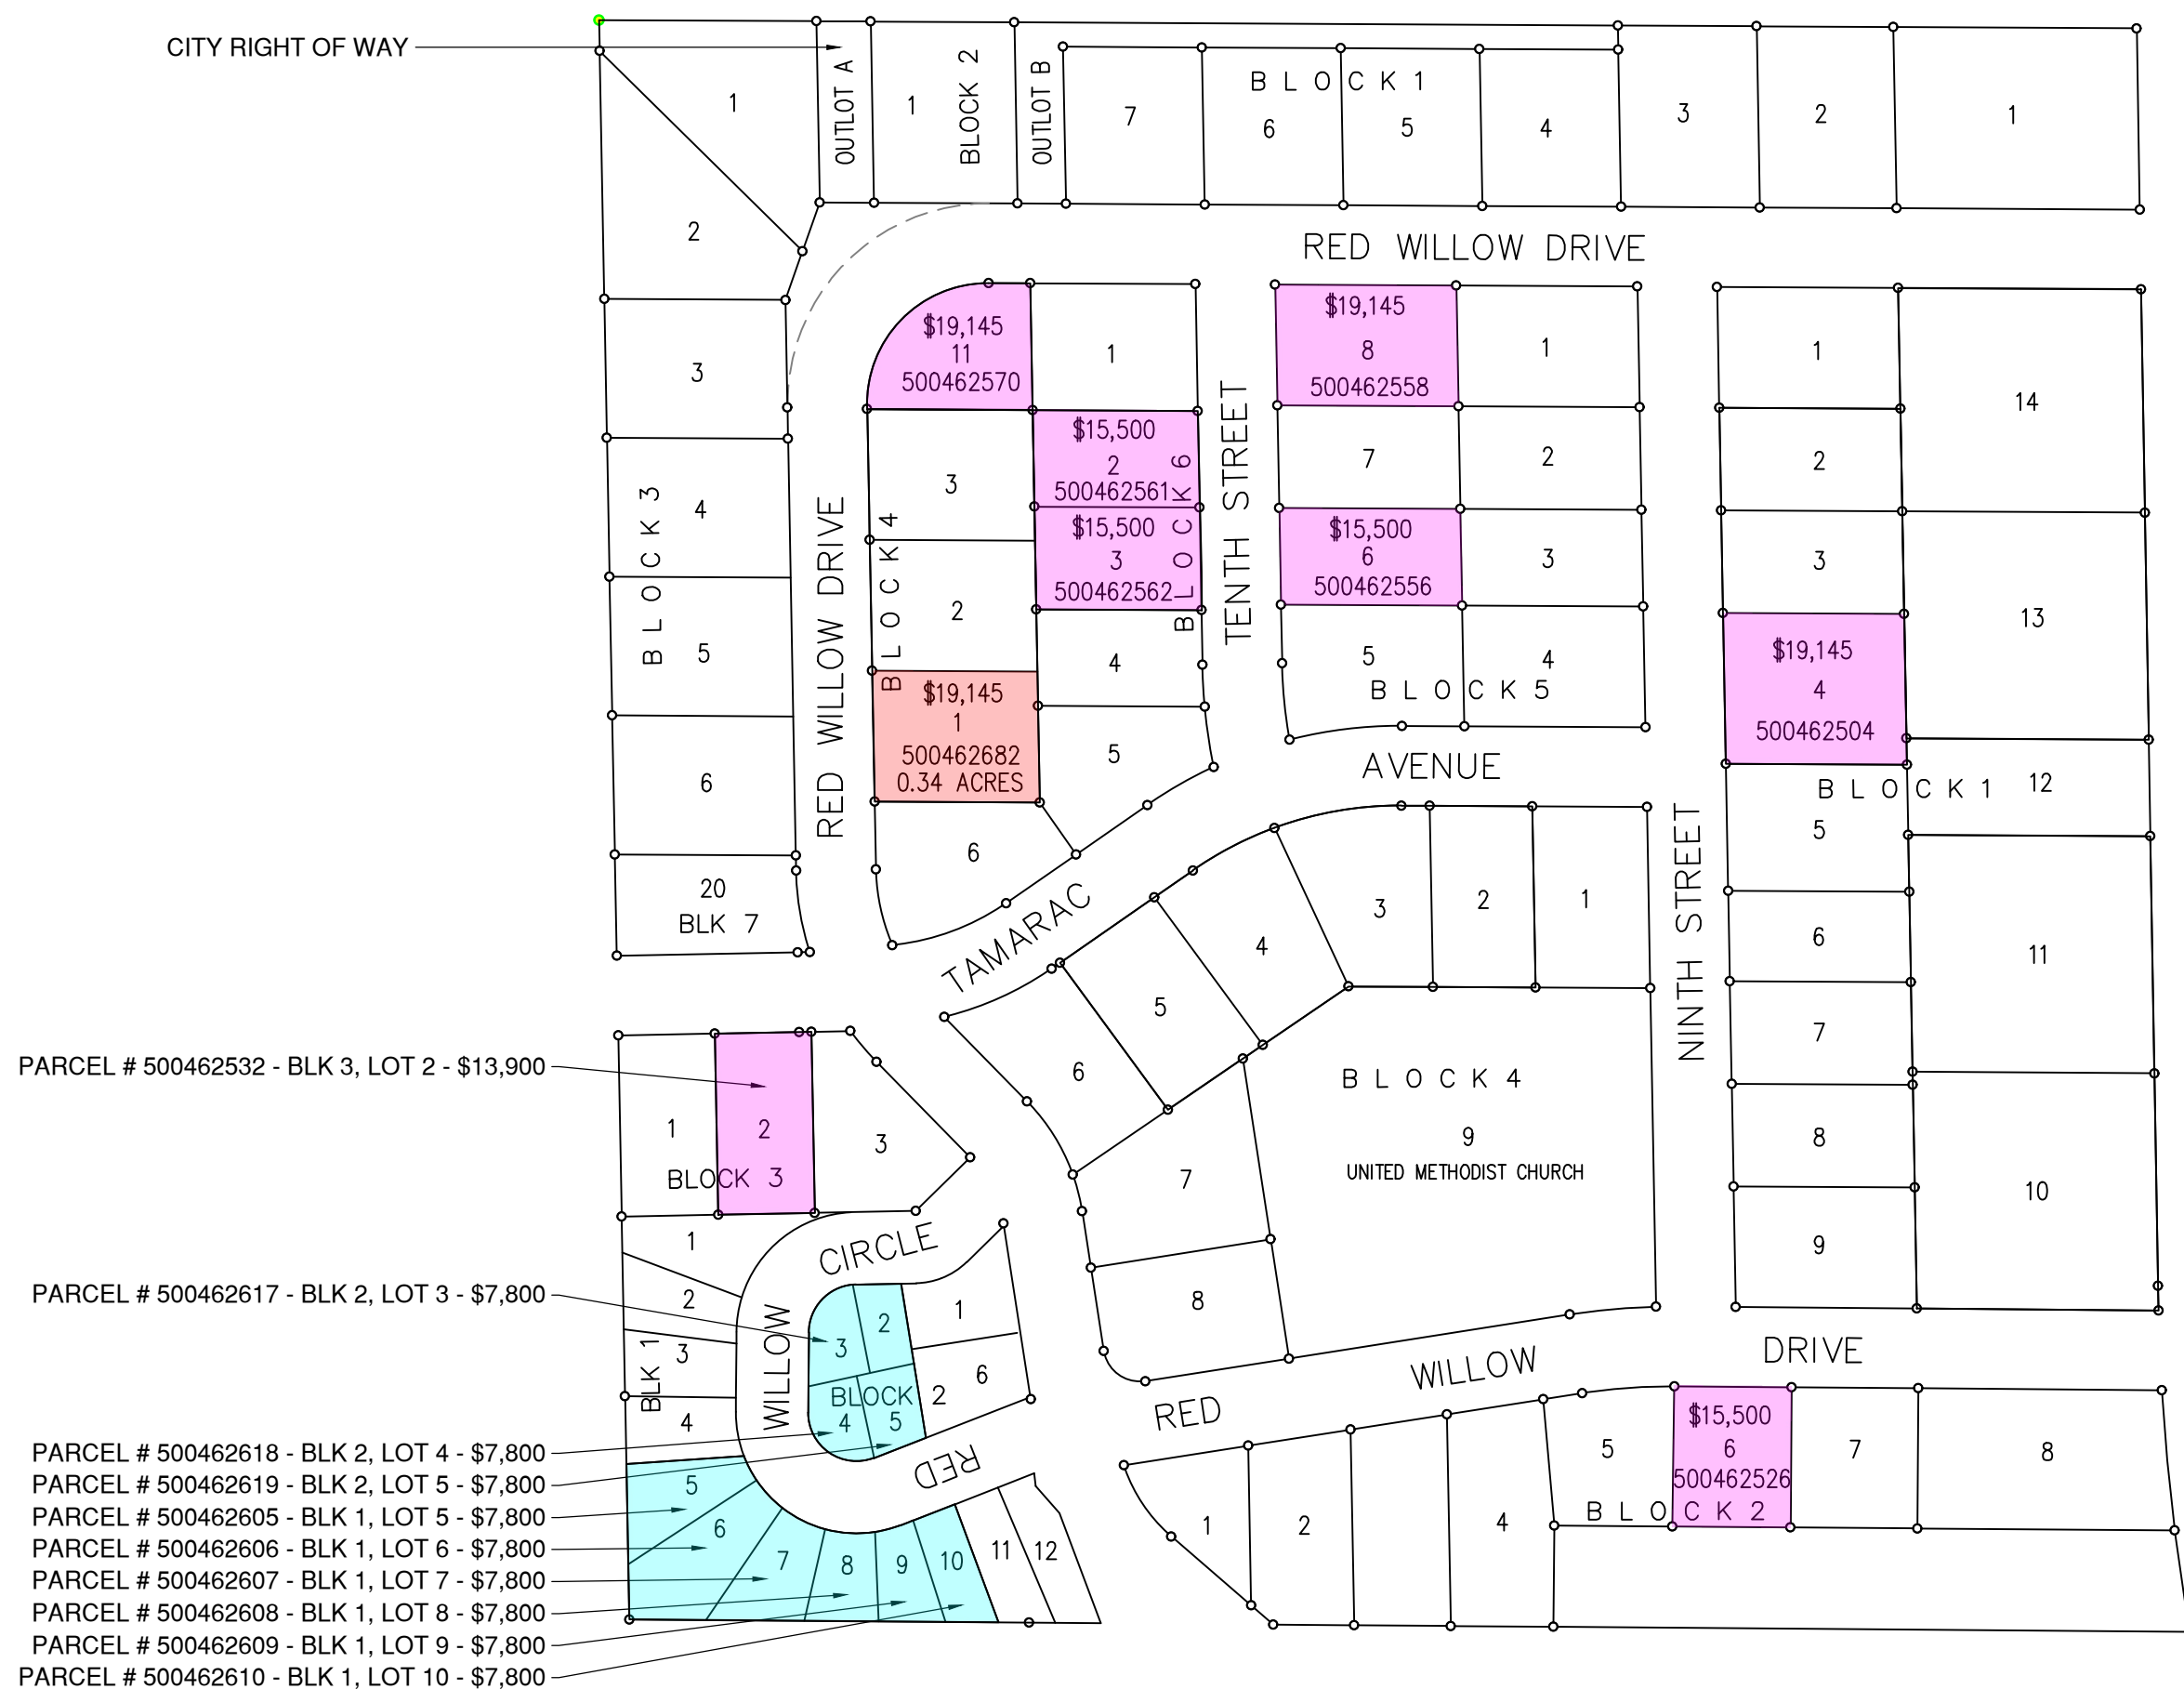 CITY RIGHT OF WAY
1
OUTLOT A
1
BLOCK 2
OUTLOT B
7
BLOCK 1
6
5
4
3
2
1
2
RED WILLOW DRIVE
3
4
BLOCK 3
5
6
20
BLK 7
RED WILLOW DRIVE
$19,145
11
500462570
1
3
BLOCK 4
2
$15,500
2
500462561
$15,500
3
500462562
BLOCK 6
4
$19,145
1
500462682
0.34 ACRES
5
6
TENTH STREET
$19,145
8
500462558
1
7
2
$15,500
6
500462556
3
5
4
BLOCK 5
1
14
2
3
13
$19,145
4
500462504
BLOCK 1
12
5
6
11
7
8
10
9
TAMARAC
AVENUE
NINTH STREET
3
2
1
4
5
6
BLOCK 4
9
UNITED METHODIST CHURCH
7
8
PARCEL # 500462532 - BLK 3, LOT 2 - $13,900
1
2
3
BLOCK 3
1
2
3
BLK 1
4
CIRCLE
WILLOW
RED
PARCEL # 500462617 - BLK 2, LOT 3 - $7,800
3
2
1
6
BLOCK 2
4
5
PARCEL # 500462618 - BLK 2, LOT 4 - $7,800
PARCEL # 500462619 - BLK 2, LOT 5 - $7,800
PARCEL # 500462605 - BLK 1, LOT 5 - $7,800
PARCEL # 500462606 - BLK 1, LOT 6 - $7,800
PARCEL # 500462607 - BLK 1, LOT 7 - $7,800
PARCEL # 500462608 - BLK 1, LOT 8 - $7,800
PARCEL # 500462609 - BLK 1, LOT 9 - $7,800
PARCEL # 500462610 - BLK 1, LOT 10 - $7,800
5
6
7
8
9
10
11
12
RED WILLOW DRIVE
1
2
4
5
$15,500
6
500462526
7
8
BLOCK 2